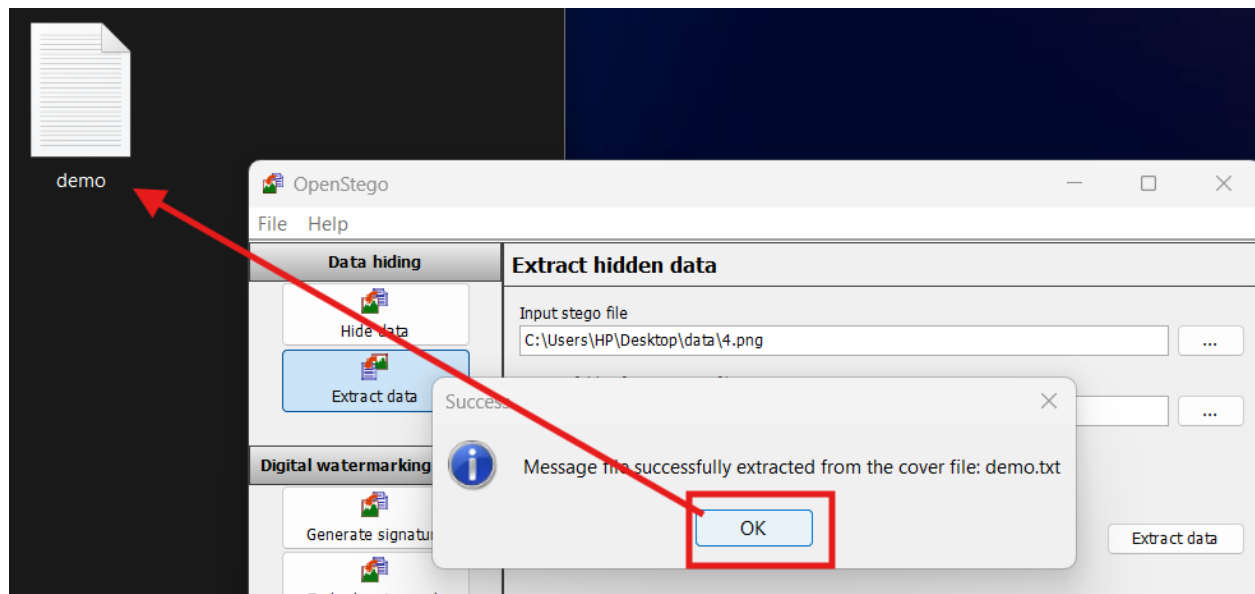 demo
OpenStego
File Help
Data hiding
Extract hidden data
Hide data
Input stego file
C:\Users\HP\Desktop\data\4.png
...
Extract data
...
Success
Message file successfully extracted from the cover file: demo.txt
OK
Digital watermarking
Generate signatu
Extract data